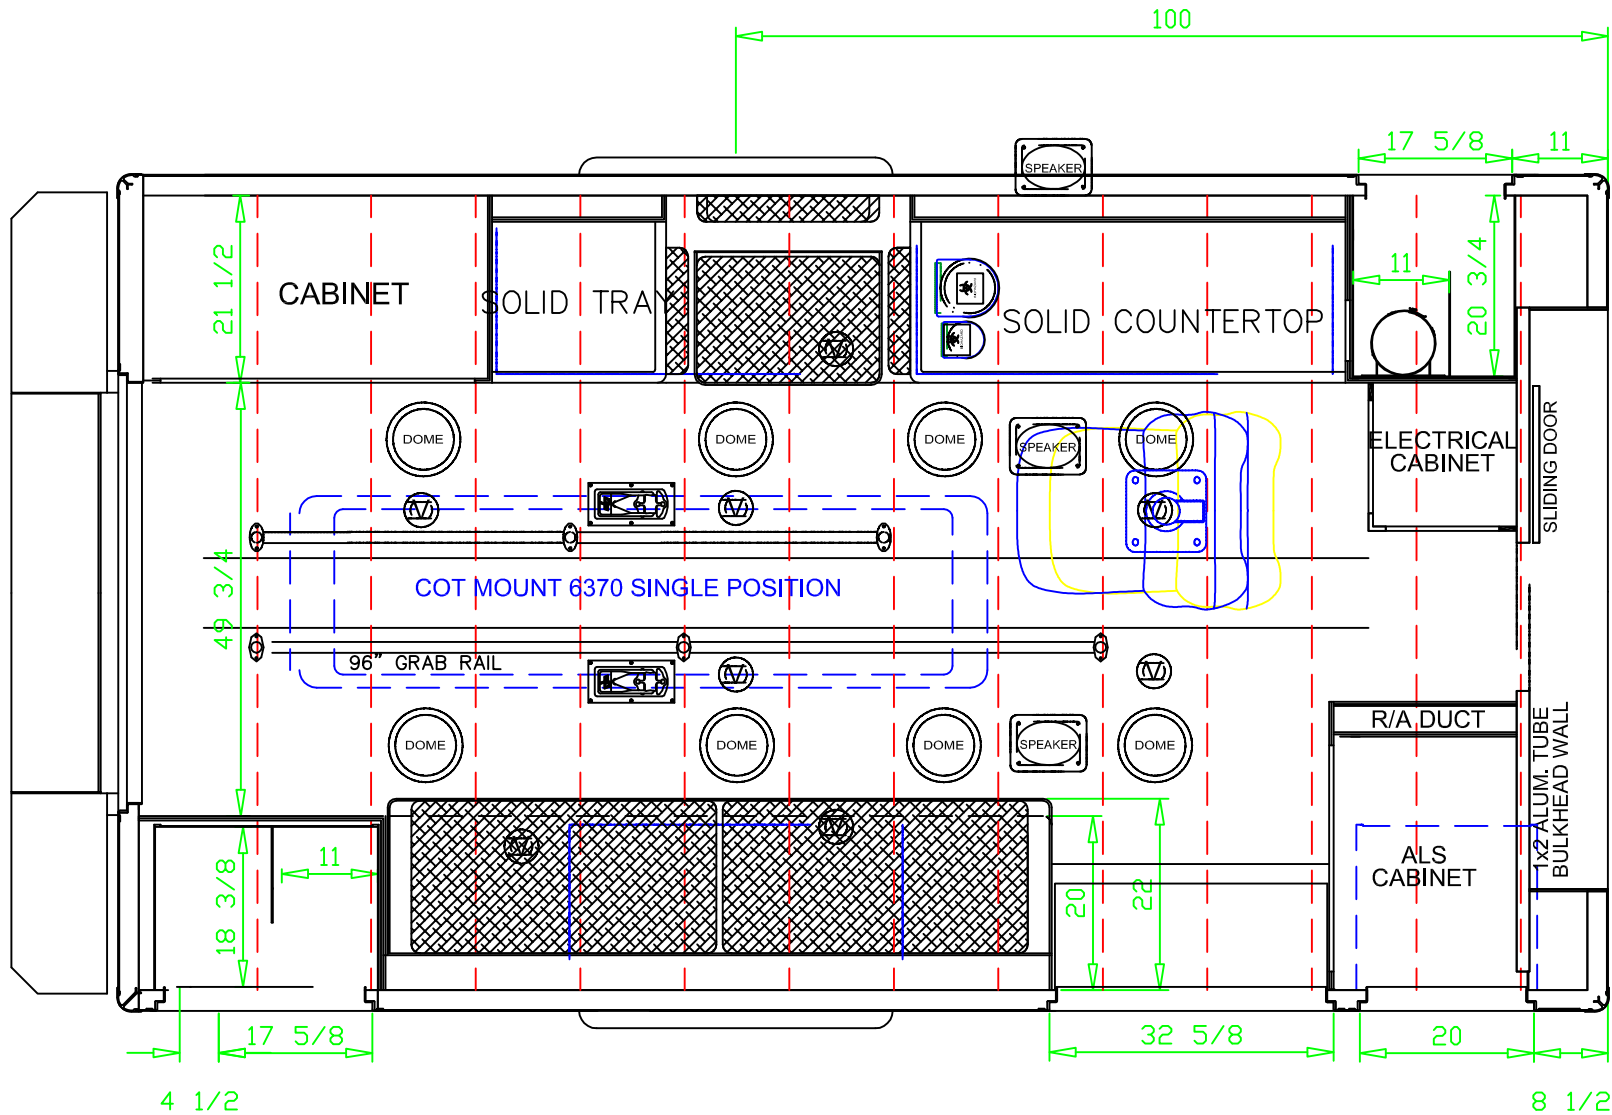 100
17 5/8
11
SPEAKER
21 1/2
CABINET
SOLID TRAY
SOLID COUNTERTOP
11
20 3/4
DOME
DOME
DOME
SPEAKER
DOME
ELECTRICAL
CABINET
SLIDING DOOR
49 3/4
COT MOUNT 6370 SINGLE POSITION
96" GRAB RAIL
R/A DUCT
DOME
DOME
DOME
SPEAKER
DOME
1x2 ALUM. TUBE
BULKHEAD WALL
ALS
CABINET
11
18 3/8
20
22
17 5/8
32 5/8
20
4 1/2
8 1/2